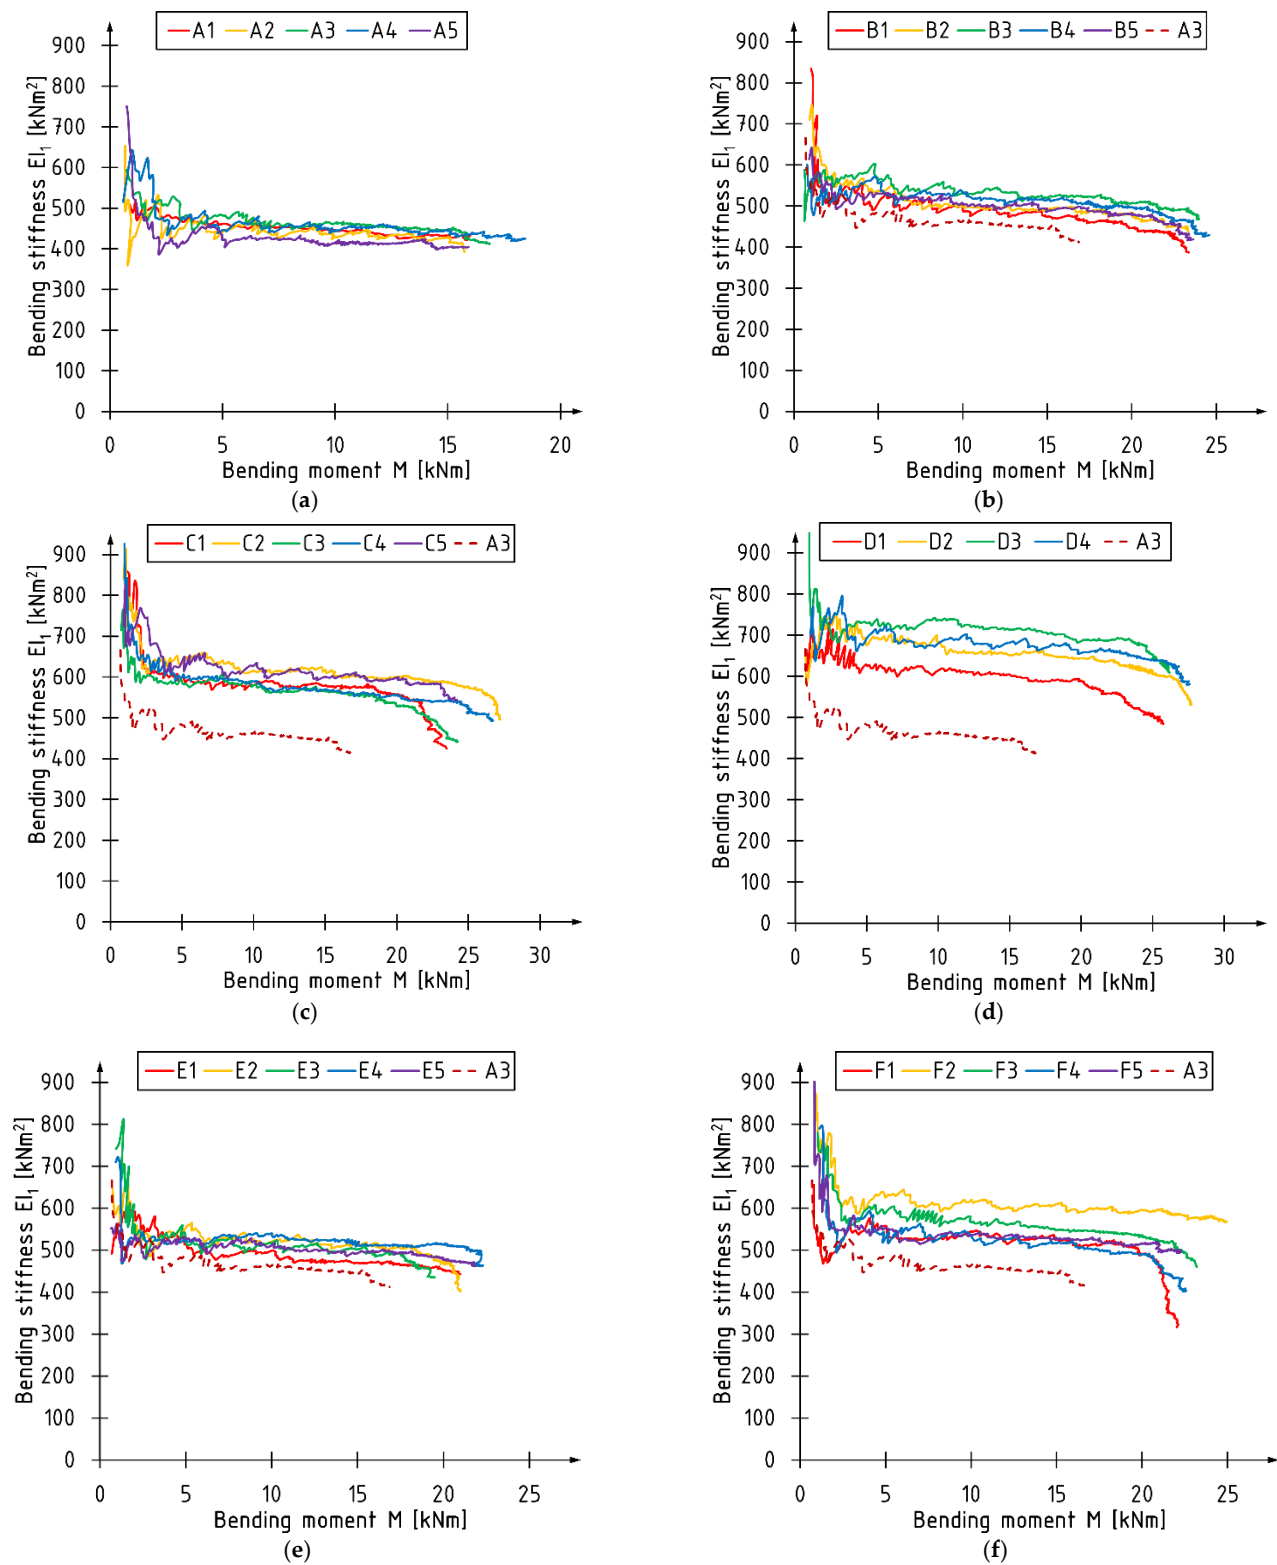 A1 A2 A3 A4 A5
Bending stiffness EI₁ [kNm²]
900
800
700
600
500
400
300
200
100
0
0 5 10 15 20
Bending moment M [kNm]
(a)
B1 B2 B3 B4 B5 A3
Bending stiffness EI₁ [kNm²]
900
800
700
600
500
400
300
200
100
0
0 5 10 15 20 25
Bending moment M [kNm]
(b)
C1 C2 C3 C4 C5 A3
Bending stiffness EI₁ [kNm²]
900
800
700
600
500
400
300
200
100
0
0 5 10 15 20 25 30
Bending moment M [kNm]
(c)
D1 D2 D3 D4 A3
Bending stiffness EI₁ [kNm²]
900
800
700
600
500
400
300
200
100
0
0 5 10 15 20 25 30
Bending moment M [kNm]
(d)
E1 E2 E3 E4 E5 A3
Bending stiffness EI₁ [kNm²]
900
800
700
600
500
400
300
200
100
0
0 5 10 15 20 25
Bending moment M [kNm]
(e)
F1 F2 F3 F4 F5 A3
Bending stiffness EI₁ [kNm²]
900
800
700
600
500
400
300
200
100
0
0 5 10 15 20 25
Bending moment M [kNm]
(f)